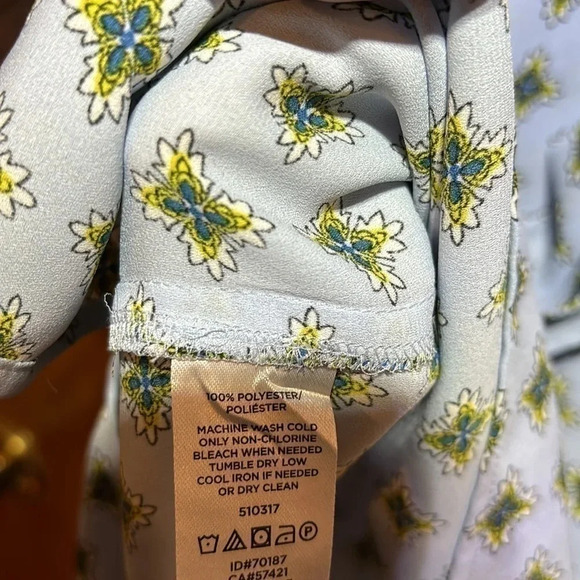 100% POLYESTER/
POLIÉSTER
MACHINE WASH COLD
ONLY NON-CHLORINE
BLEACH WHEN NEEDED
TUMBLE DRY LOW
COOL IRON IF NEEDED
OR DRY CLEAN
510317
P
ID#70187
CA#57421